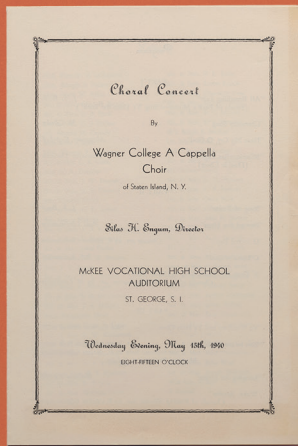 Choral Concert
By
Wagner College A Cappella
Choir
of Staten Island, N. Y.
Silas H. Engum, Director
McKEE VOCATIONAL HIGH SCHOOL
AUDITORIUM
ST. GEORGE, S. I.
Wednesday Evening, May 15th, 1940
EIGHT-FIFTEEN O'CLOCK